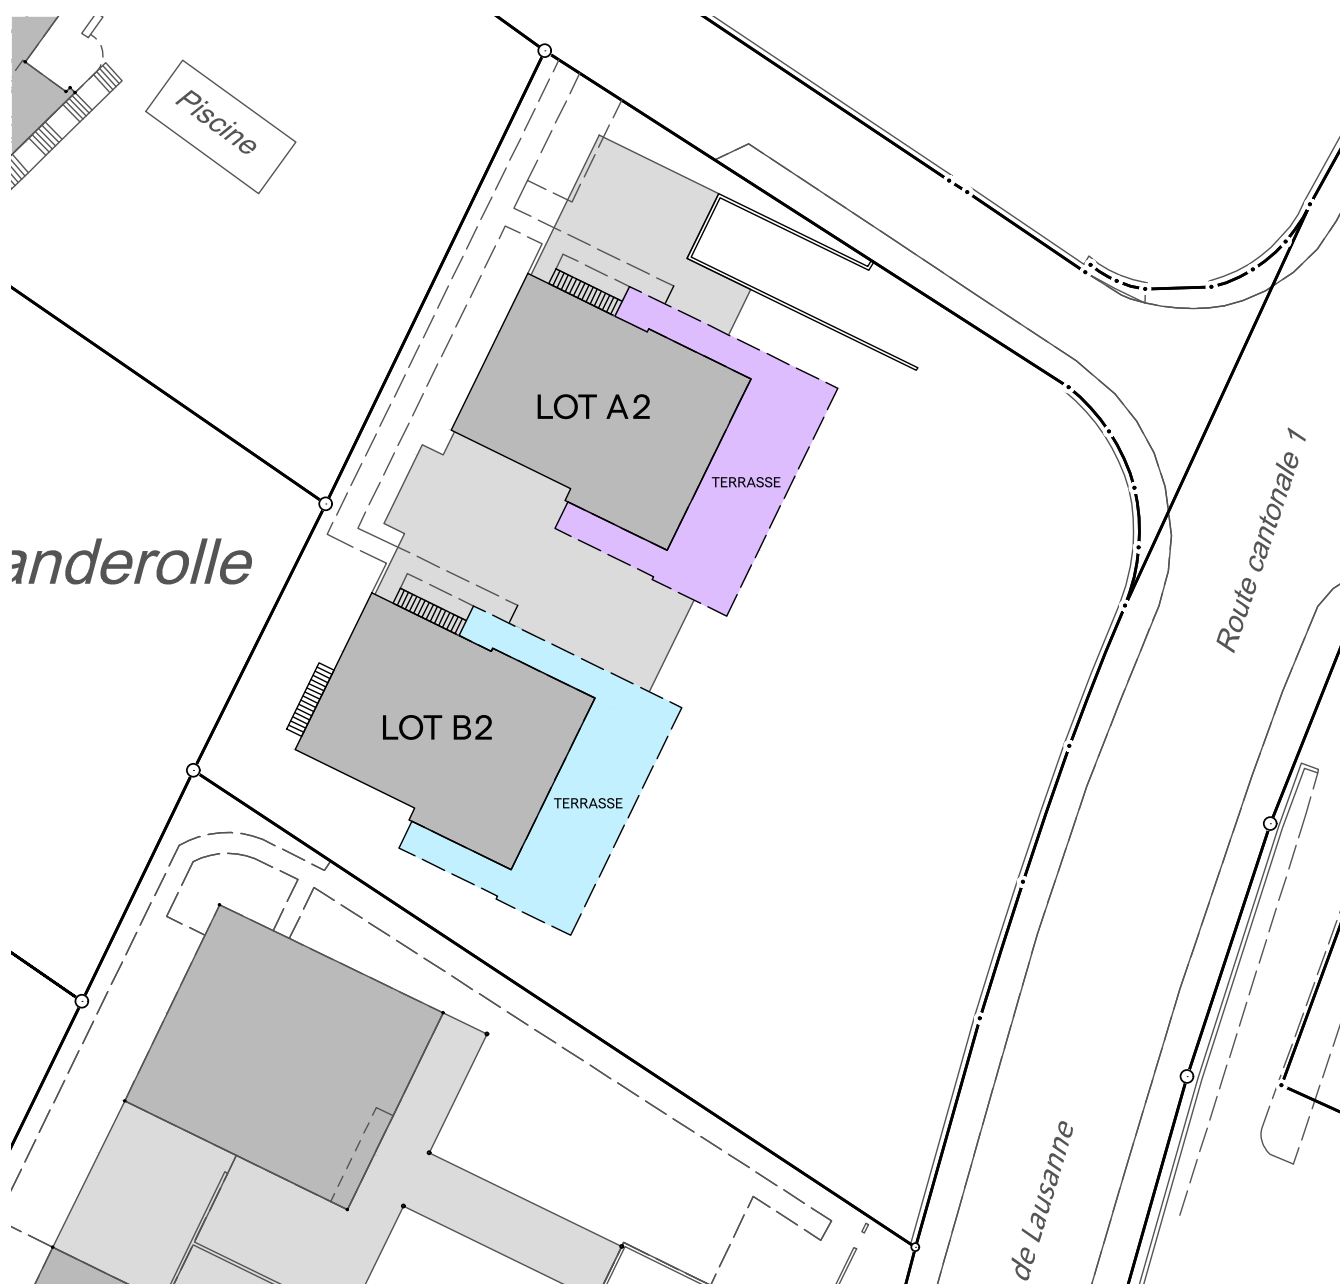 Piscine
LOT A2
TERRASSE
Route cantonale 1
anderolle
LOT B2
TERRASSE
de Lausanne